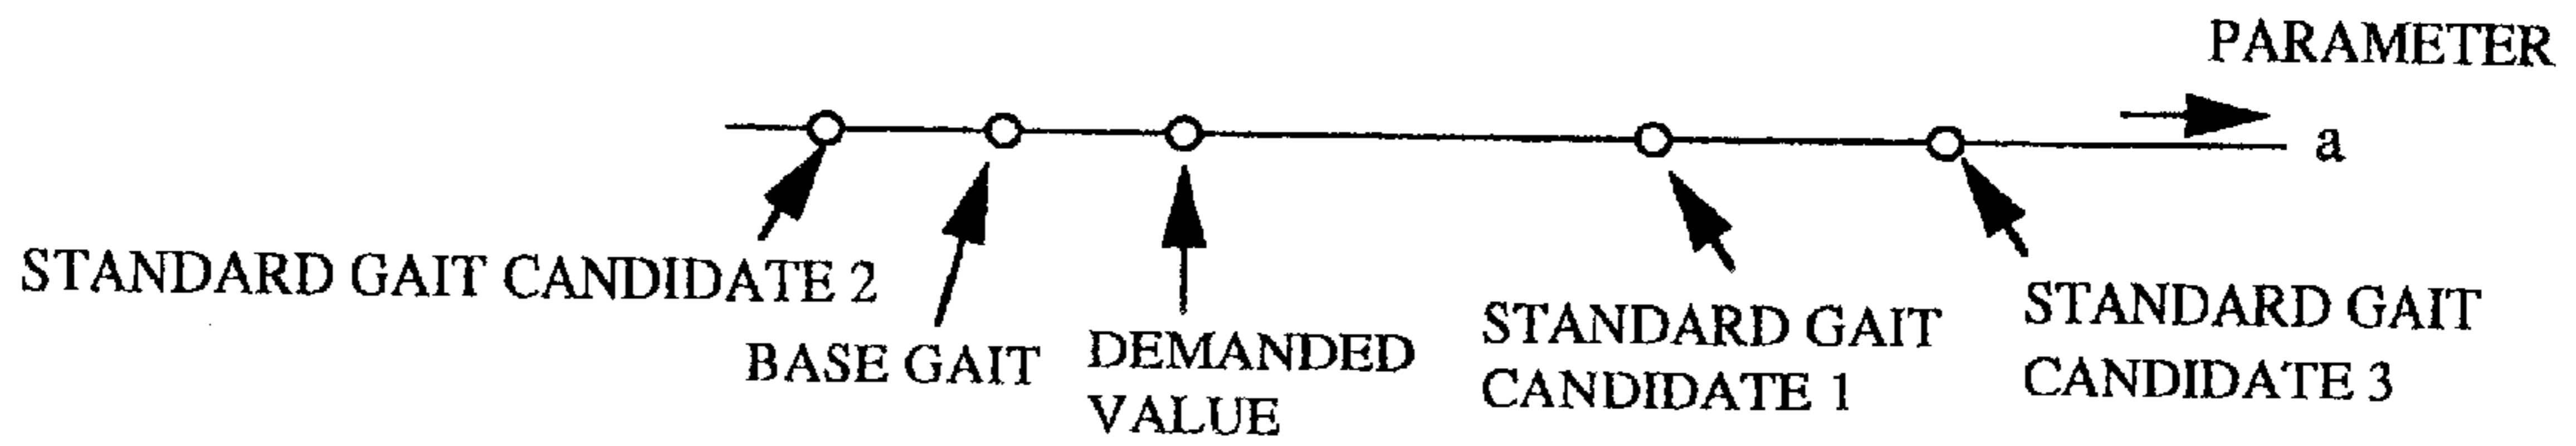 PARAMETER
a
STANDARD GAIT CANDIDATE 2
BASE GAIT
DEMANDED
VALUE
STANDARD GAIT
CANDIDATE 1
STANDARD GAIT
CANDIDATE 3